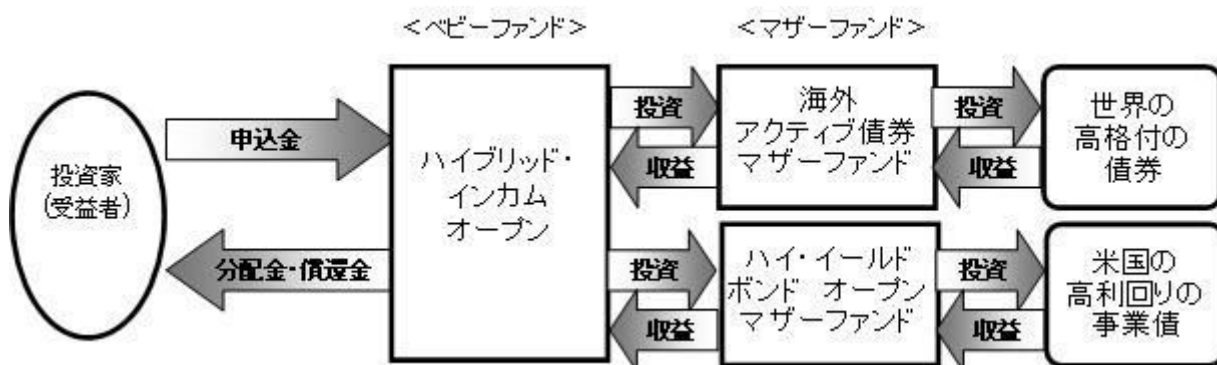 ＜ベビーファンド＞
＜マザーファンド＞
投資家
(受益者)
申込金
分配金・償還金
ハイブリッド・
インカム
オープン
投資
収益
海外
アクティブ債券
マザーファンド
投資
収益
世界の
高格付の
債券
投資
収益
ハイ・イールド
ボンド オープン
マザーファンド
投資
収益
米国の
高利回りの
事業債